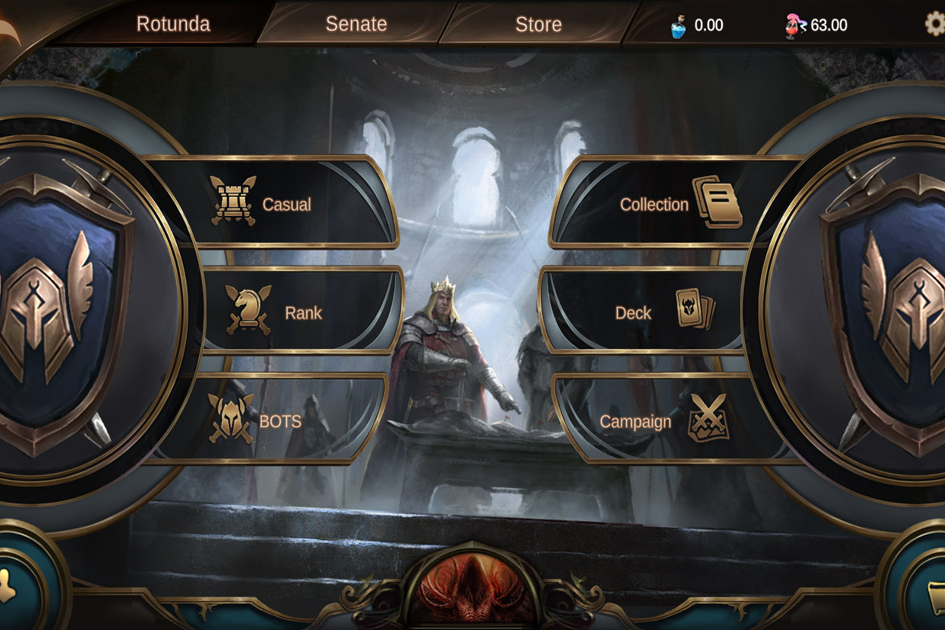 Rotunda
Senate
Store
0.00
63.00
Casual
Collection
Rank
Deck
BOTS
Campaign